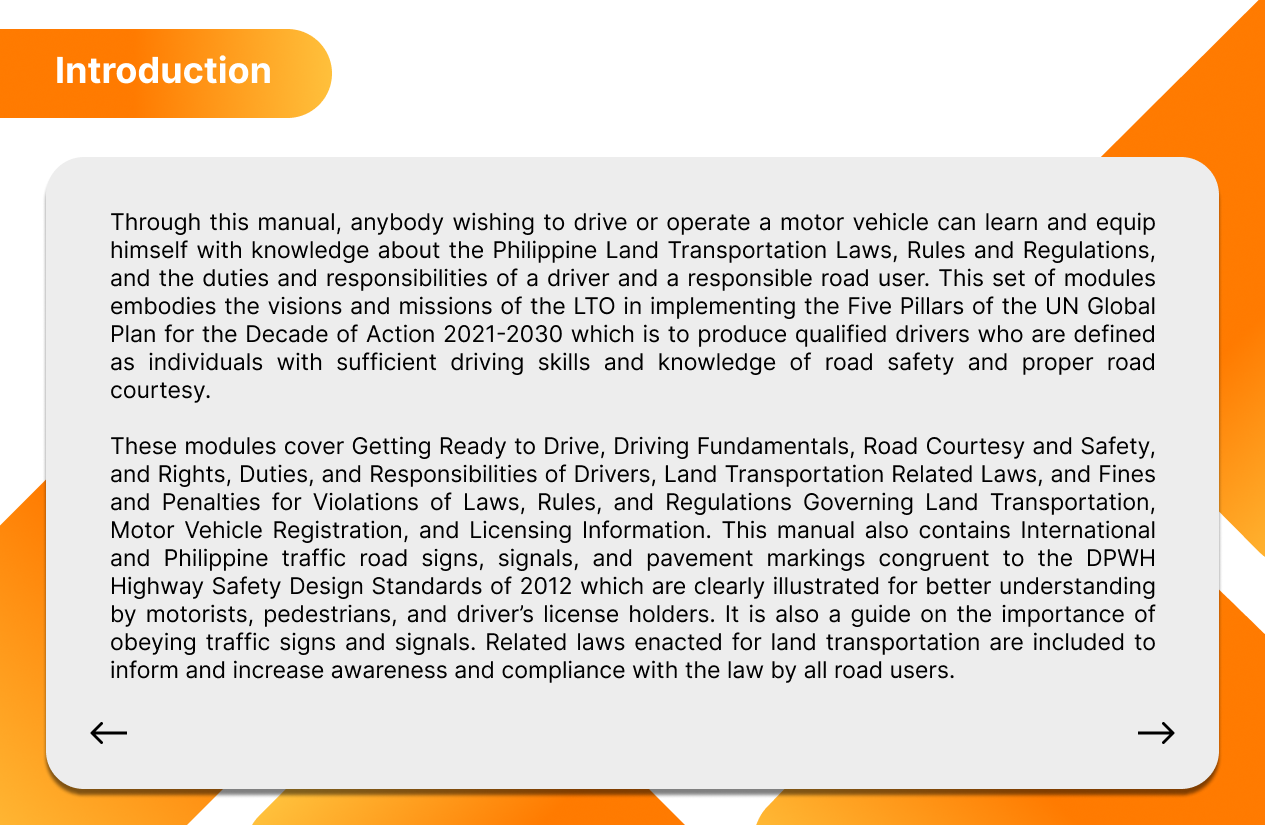 Introduction
Through this manual, anybody wishing to drive or operate a motor vehicle can learn and equip
himself with knowledge about the Philippine Land Transportation Laws, Rules and Regulations,
and the duties and responsibilities of a driver and a responsible road user. This set of modules
embodies the visions and missions of the LTO in implementing the Five Pillars of the UN Global
Plan for the Decade of Action 2021-2030 which is to produce qualified drivers who are defined
as individuals with sufficient driving skills and knowledge of road safety and proper road
courtesy.
These modules cover Getting Ready to Drive, Driving Fundamentals, Road Courtesy and Safety,
and Rights, Duties, and Responsibilities of Drivers, Land Transportation Related Laws, and Fines
and Penalties for Violations of Laws, Rules, and Regulations Governing Land Transportation,
Motor Vehicle Registration, and Licensing Information. This manual also contains International
and Philippine traffic road signs, signals, and pavement markings congruent to the DPWH
Highway Safety Design Standards of 2012 which are clearly illustrated for better understanding
by motorists, pedestrians, and driver’s license holders. It is also a guide on the importance of
obeying traffic signs and signals. Related laws enacted for land transportation are included to
inform and increase awareness and compliance with the law by all road users.